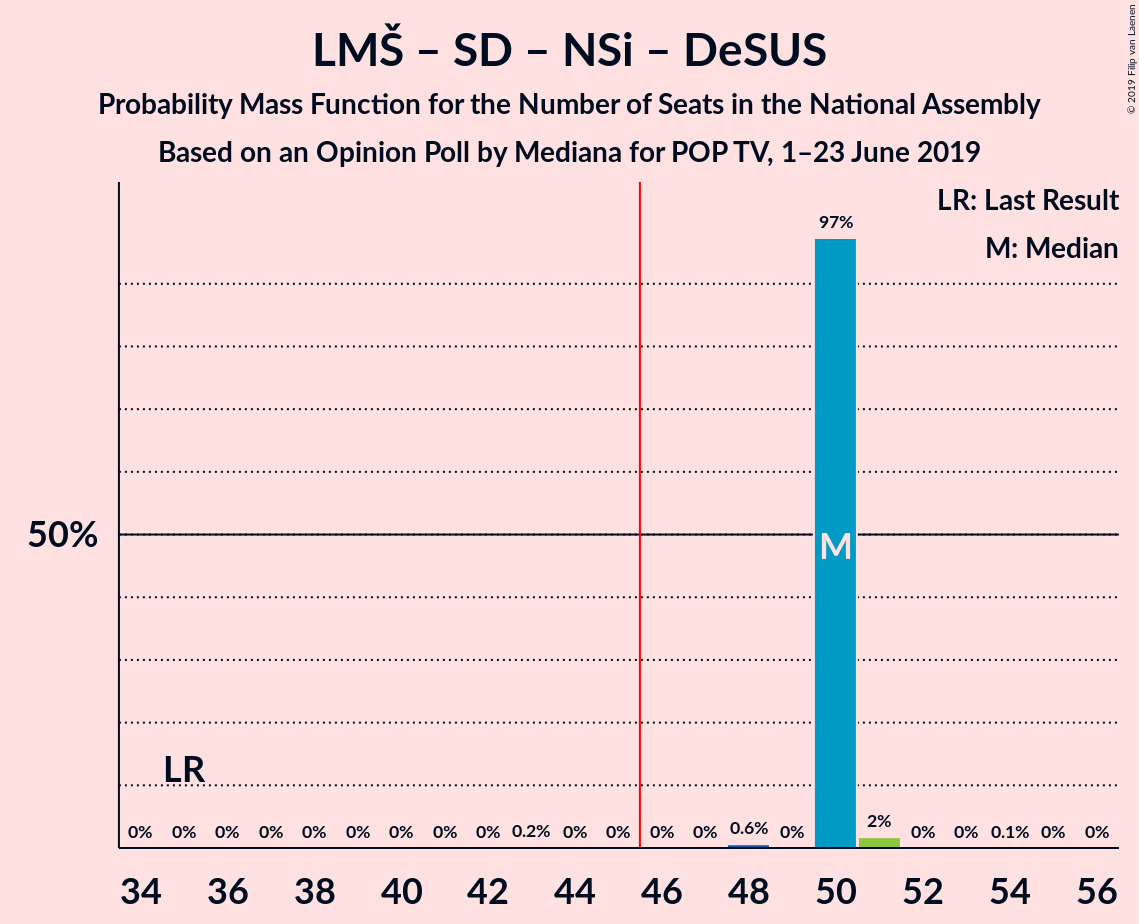 LMŠ – SD – NSi – DeSUS
Probability Mass Function for the Number of Seats in the National Assembly
Based on an Opinion Poll by Mediana for POP TV, 1–23 June 2019
© 2019 Filip van Laenen
LR: Last Result
M: Median
97%
50%
M
LR
0% 0% 0% 0% 0% 0% 0% 0% 0% 0.2% 0% 0% 0% 0% 0.6% 0% 2% 0% 0% 0.1% 0% 0%
34 36 38 40 42 44 46 48 50 52 54 56